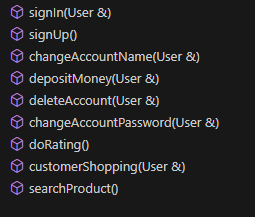 signIn(User &)
signUp()
changeAccountName(User &)
depositMoney(User &)
deleteAccount(User &)
changeAccountPassword(User &)
doRating()
customerShopping(User &)
searchProduct()